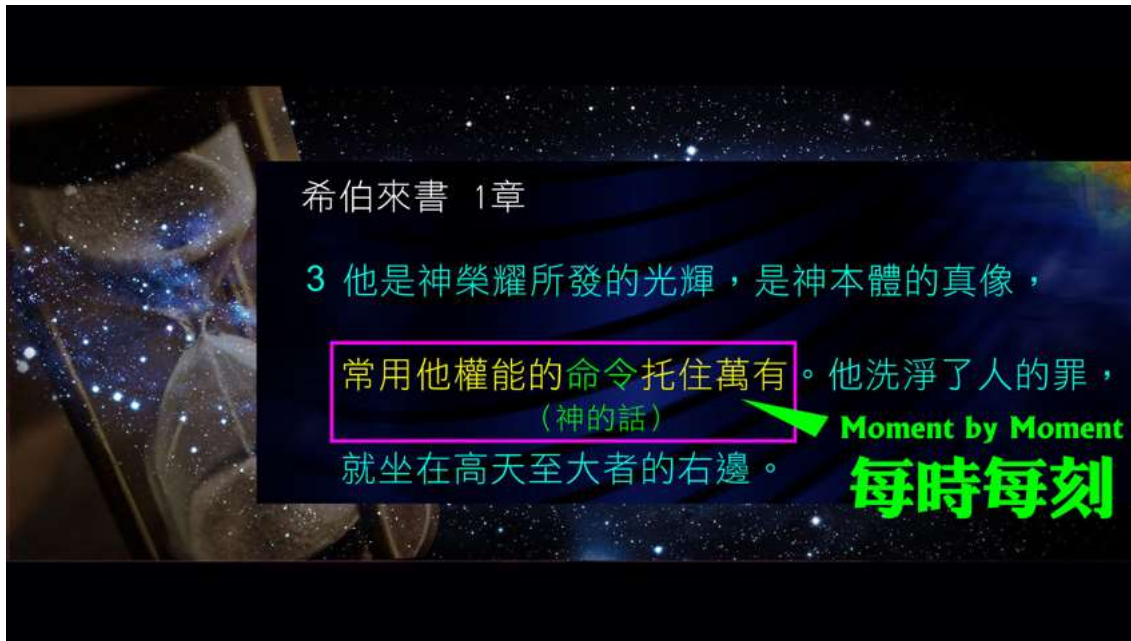 希伯來書 1章
3 他是神榮耀所發的光輝，是神本體的真像，
常用他權能的命令托住萬有。他洗淨了人的罪，
（神的話）
Moment by Moment
就坐在高天至大者的右邊。
每時每刻